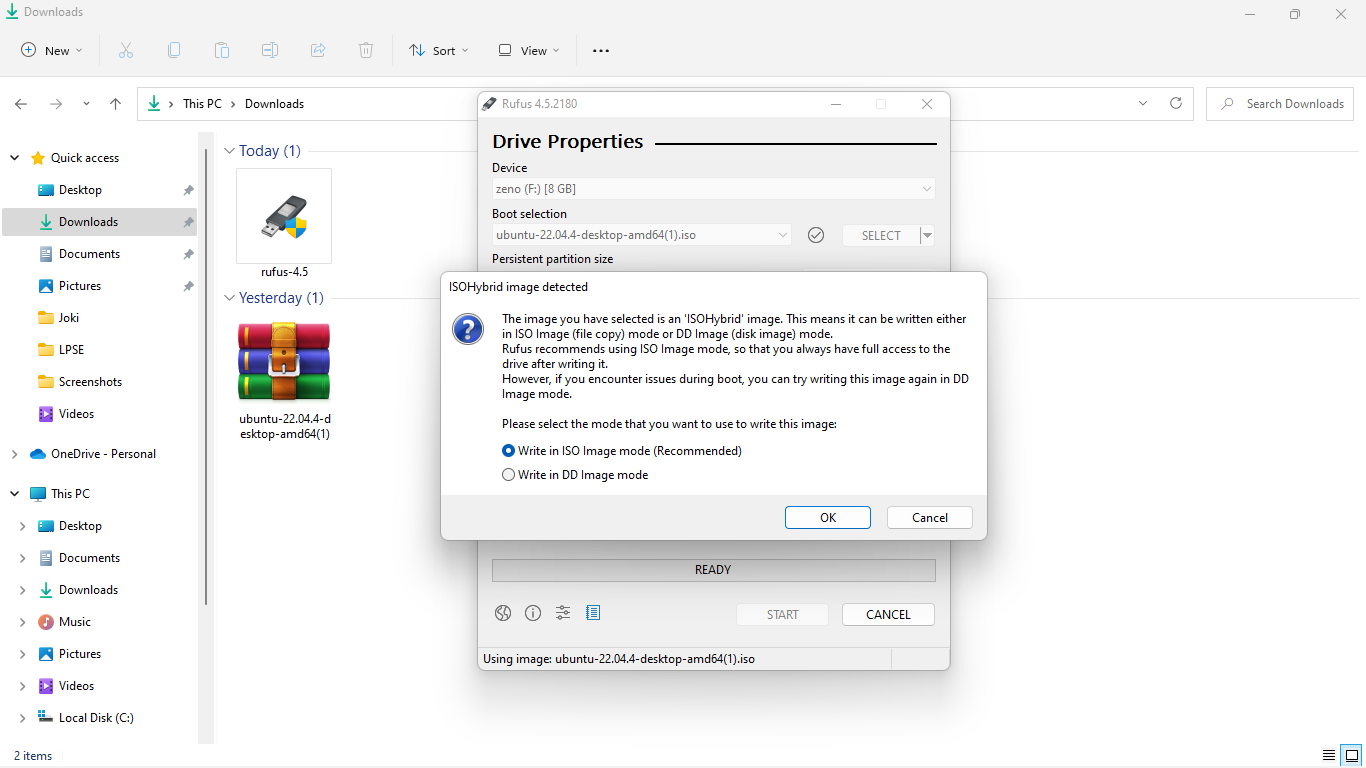 Downloads
New
Sort
View
This PC
Downloads
Search Downloads
Quick access
Desktop
Downloads
Documents
Pictures
Joki
LPSE
Screenshots
Videos
OneDrive - Personal
This PC
Desktop
Documents
Downloads
Music
Pictures
Videos
Local Disk (C:)
2 items
Today (1)
rufus-4.5
Yesterday (1)
ubuntu-22.04.4-d
esktop-amd64(1)
Rufus 4.5.2180
Drive Properties
Device
zeno (F:) [8 GB]
Boot selection
ubuntu-22.04.4-desktop-amd64(1).iso
SELECT
Persistent partition size
ISOHybrid image detected
The image you have selected is an 'ISOHybrid' image. This means it can be written either
in ISO Image (file copy) mode or DD Image (disk image) mode.
Rufus recommends using ISO Image mode, so that you always have full access to the
drive after writing it.
However, if you encounter issues during boot, you can try writing this image again in DD
Image mode.
Please select the mode that you want to use to write this image:
Write in ISO Image mode (Recommended)
Write in DD Image mode
OK
Cancel
READY
START
CANCEL
Using image: ubuntu-22.04.4-desktop-amd64(1).iso